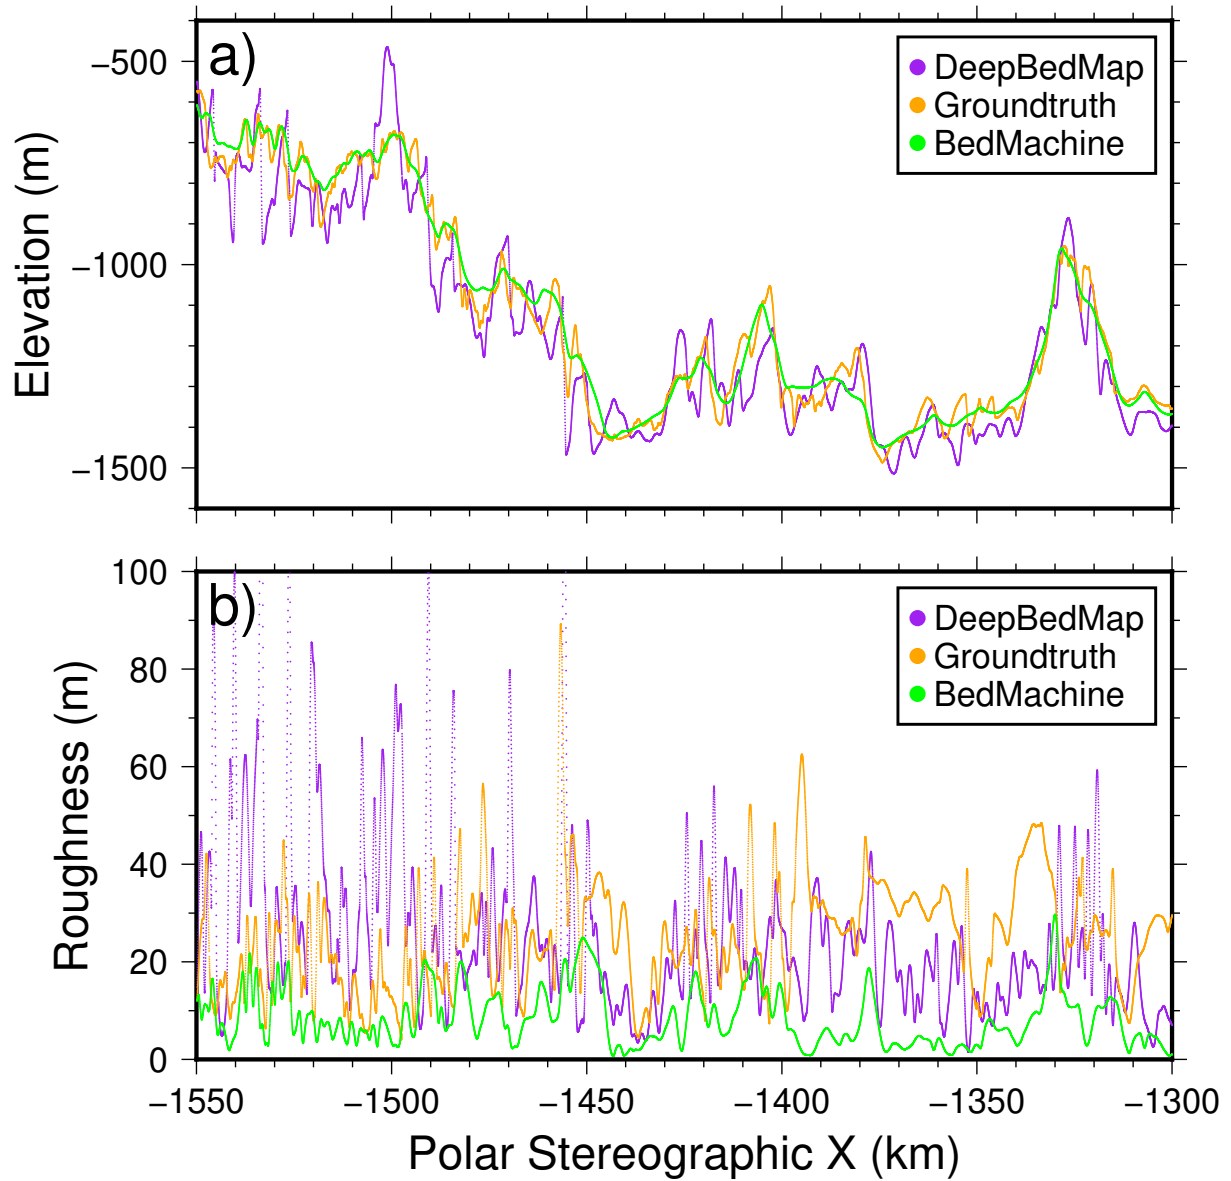 a)
DeepBedMap
Groundtruth
BedMachine
Elevation (m)
−500
−1000
−1500
b)
DeepBedMap
Groundtruth
BedMachine
Roughness (m)
100
80
60
40
20
0
−1550 −1500 −1450 −1400 −1350 −1300
Polar Stereographic X (km)